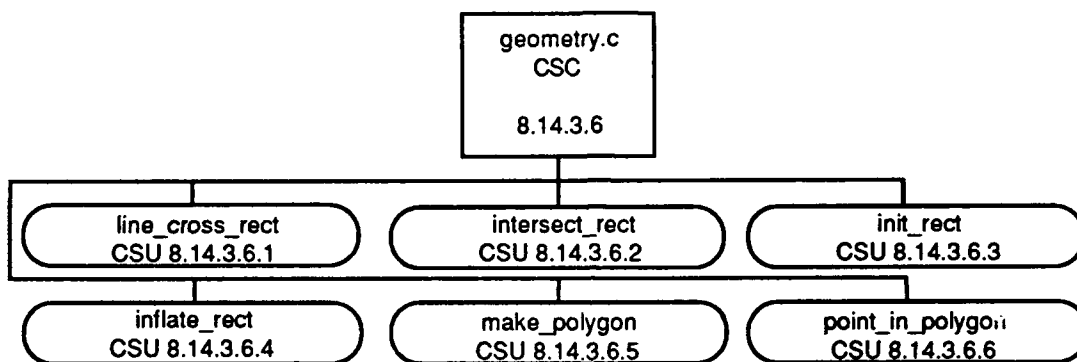 geometry.c
CSC
8.14.3.6
line_cross_rect
CSU 8.14.3.6.1
intersect_rect
CSU 8.14.3.6.2
init_rect
CSU 8.14.3.6.3
inflate_rect
CSU 8.14.3.6.4
make_polygon
CSU 8.14.3.6.5
point_in_polygon
CSU 8.14.3.6.6